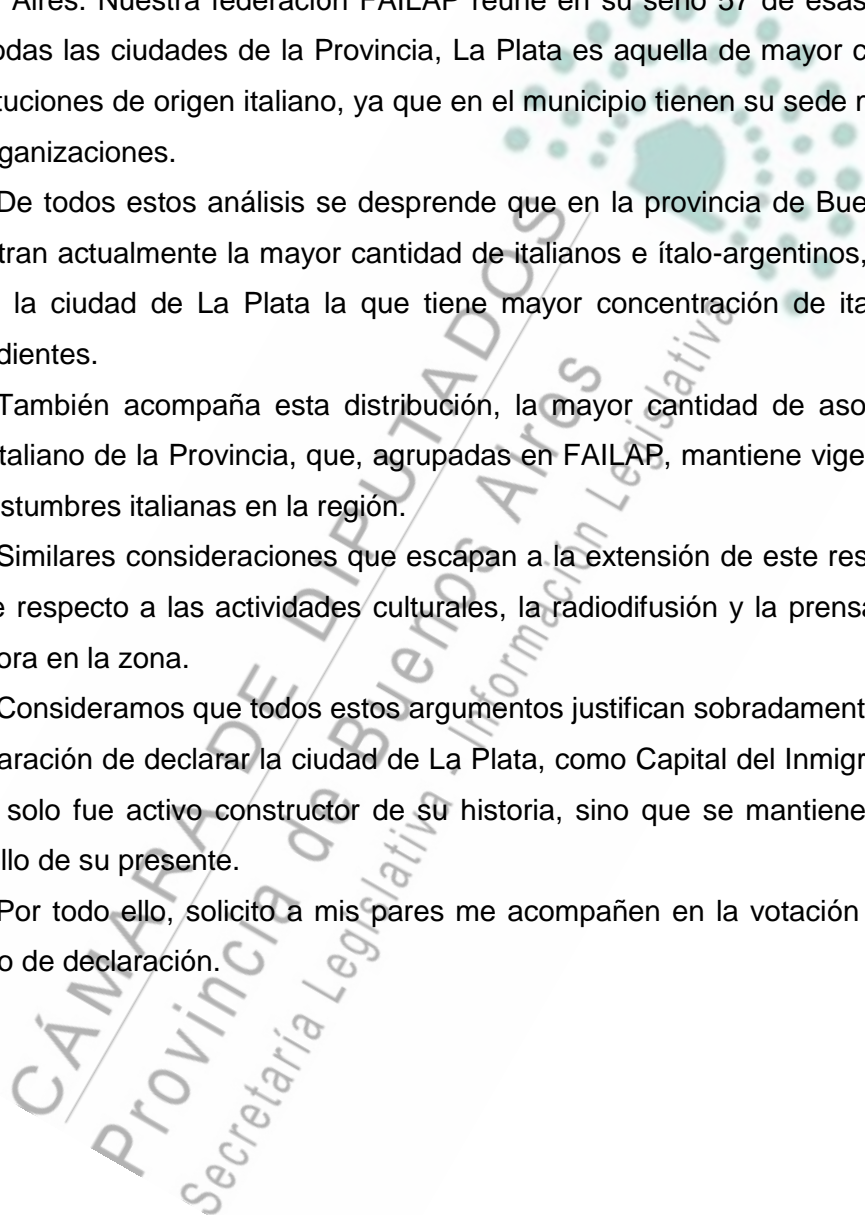 Aires. Nuestra federación FAILAP reúne en su seno 57 de esas
odas las ciudades de la Provincia, La Plata es aquella de mayor c
tuciones de origen italiano, ya que en el municipio tienen su sede
ganizaciones.
De todos estos análisis se desprende que en la provincia de Bue
tran actualmente la mayor cantidad de italianos e ítalo-argentinos,
la ciudad de La Plata la que tiene mayor concentración de ita
dientes.
También acompaña esta distribución, la mayor cantidad de aso
taliano de la Provincia, que, agrupadas en FAILAP, mantiene vige
stumbres italianas en la región.
Similares consideraciones que escapan a la extensión de este res
e respecto a las actividades culturales, la radiodifusión y la prensa
ora en la zona.
Consideramos que todos estos argumentos justifican sobradament
aración de declarar la ciudad de La Plata, como Capital del Inmigr
solo fue activo constructor de su historia, sino que se mantiene
llo de su presente.
Por todo ello, solicito a mis pares me acompañen en la votación
o de declaración.
CÁMARA DE DIPUTADOS
Provincia de Buenos Aires
Secretaría Legislativa - Información Legislativa